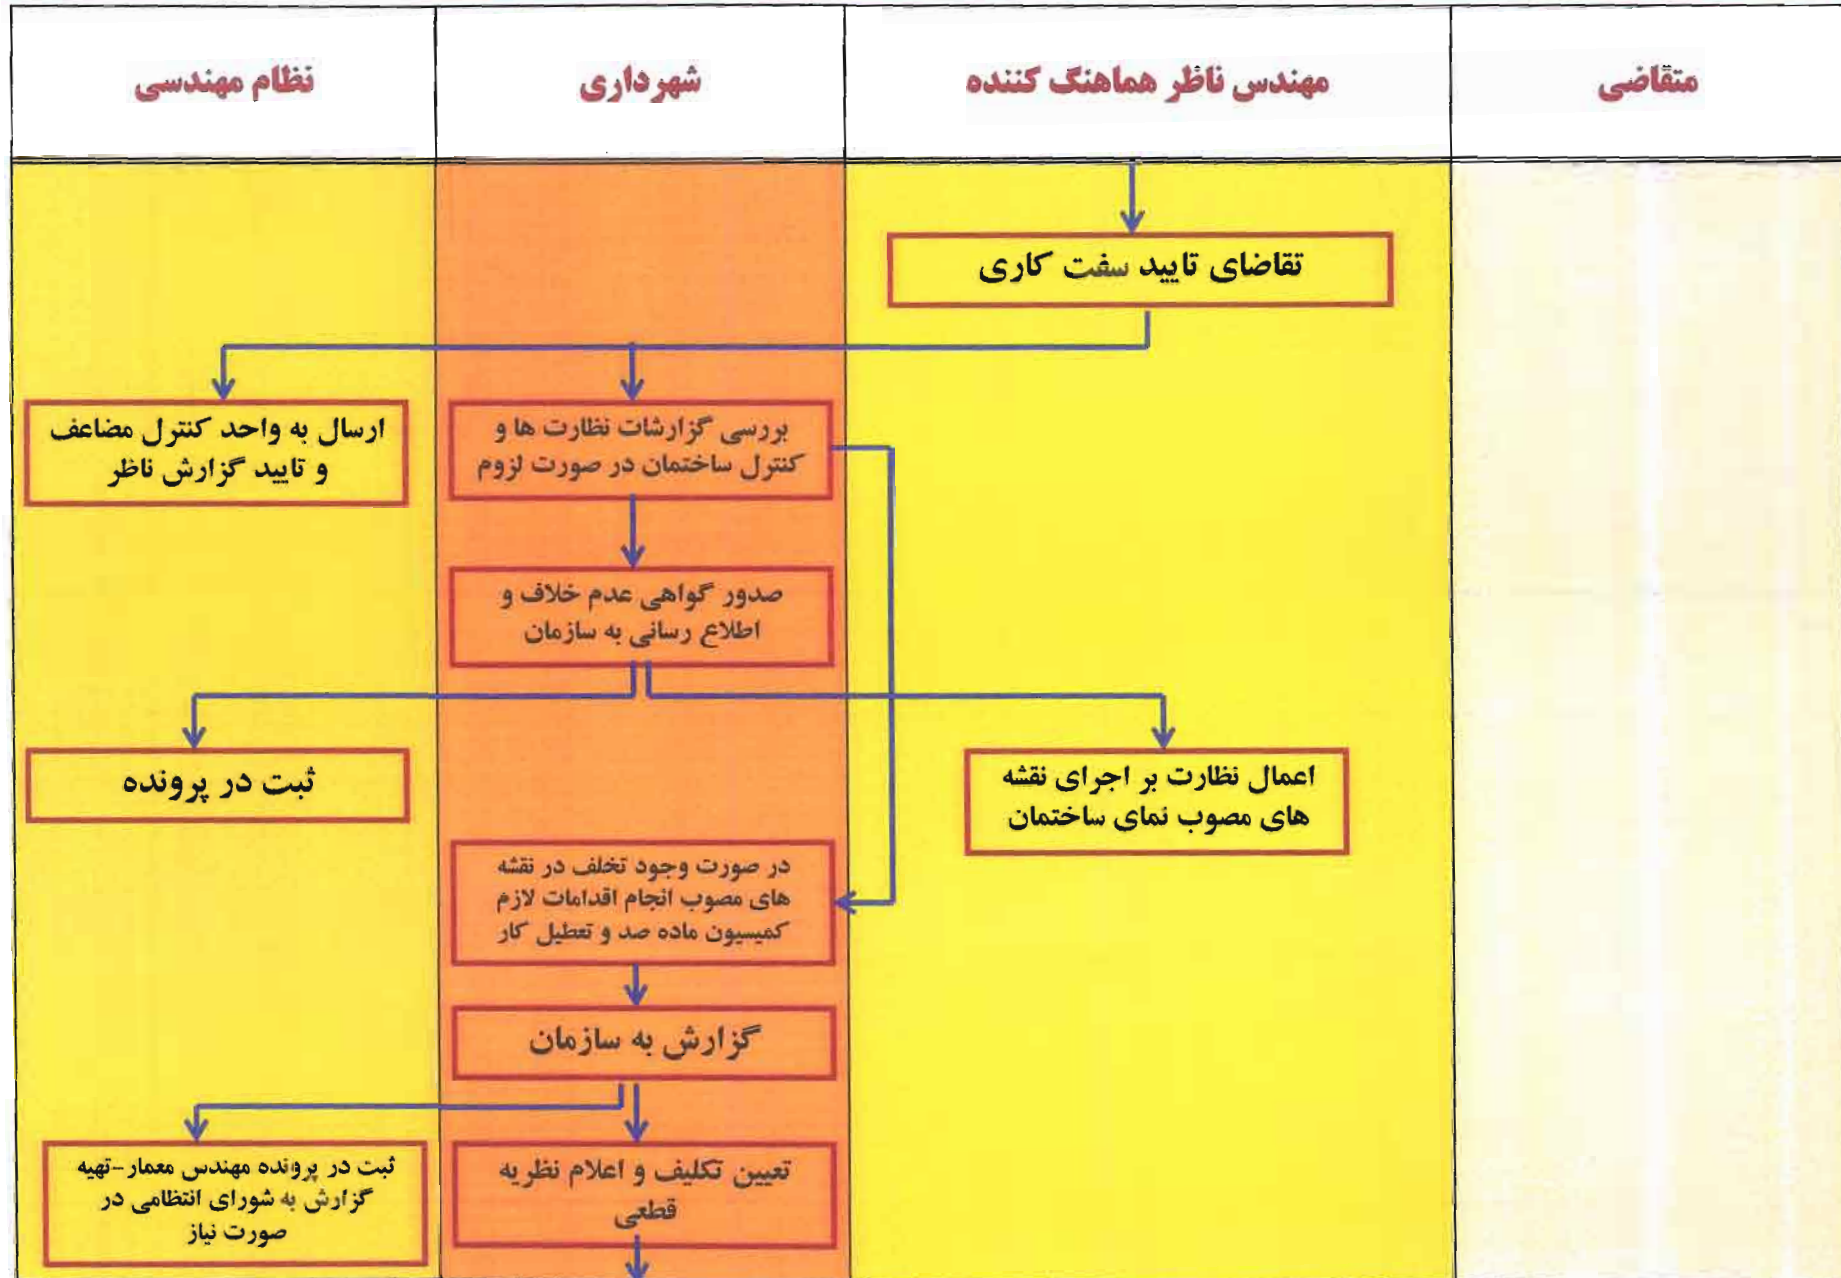 متقاضی
مهندس ناظر هماهنگ کننده
شهرداری
نظام مهندسی
تقاضای تایید سفت کاری
بررسی گزارشات نظارت ها و
کنترل ساختمان در صورت لزوم
ارسال به واحد کنترل مضاعف
و تایید گزارش ناظر
صدور گواهی عدم خلاف و
اطلاع رسانی به سازمان
اعمال نظارت بر اجرای نقشه
های مصوب نمای ساختمان
ثبت در پرونده
در صورت وجود تخلف در نقشه
های مصوب انجام اقدامات لازم
کمیسیون ماده صد و تعطیل کار
گزارش به سازمان
تعیین تکلیف و اعلام نظریه
قطعی
ثبت در پرونده مهندس معمار-تهیه
گزارش به شورای انتظامی در
صورت نیاز